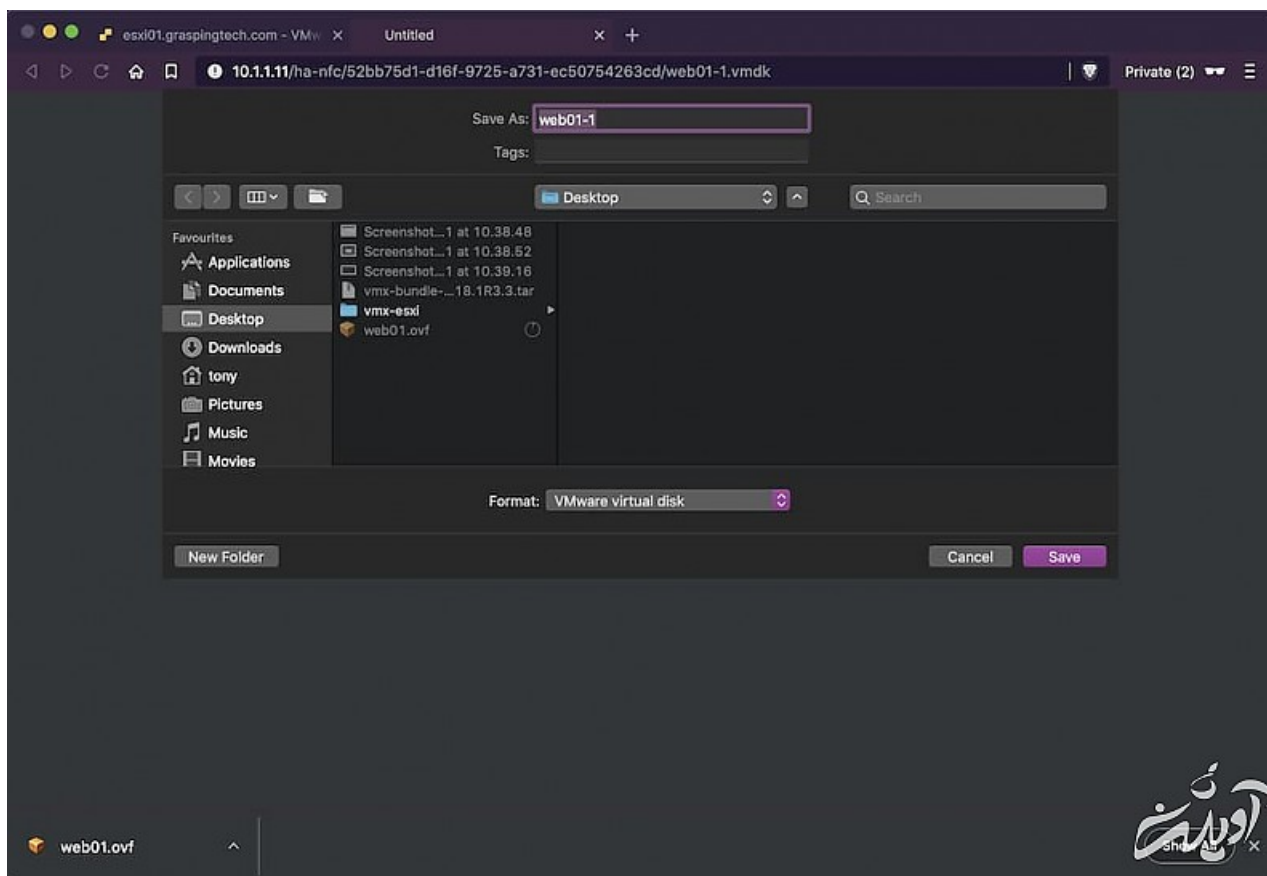 esxi01.graspingtech.com - VMw
Untitled
10.1.1.11/ha-nfc/52bb75d1-d16f-9725-a731-ec50754263cd/web01-1.vmdk
Private (2)
Save As: web01-1
Tags:
Desktop
Search
Favourites
Applications
Documents
Desktop
Downloads
tony
Pictures
Music
Movies
Screenshot...1 at 10.38.48
Screenshot...1 at 10.38.52
Screenshot...1 at 10.39.16
vmx-bundle-...18.1R3.3.tar
vmx-esxi
web01.ovf
Format: VMware virtual disk
New Folder
Cancel
Save
web01.ovf
Show All